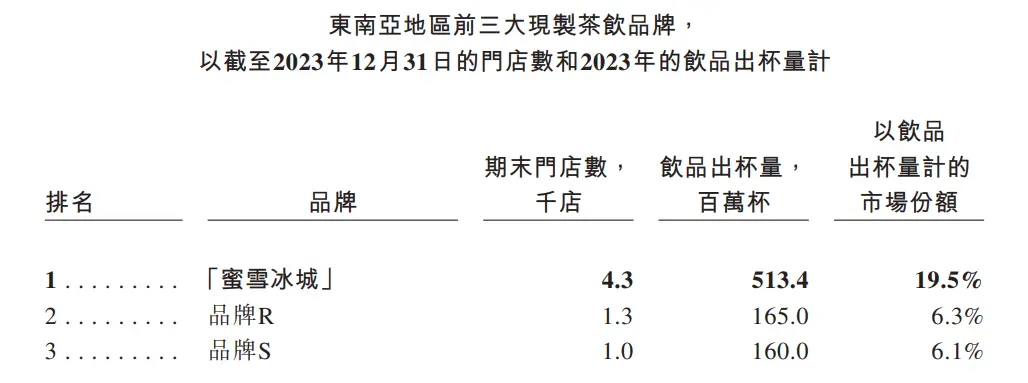 東南亞地區前三大現製茶飲品牌，
以截至2023年12月31日的門店數和2023年的飲品出杯量計
排名 品牌 期末門店數，千店 飲品出杯量，百萬杯 以飲品出杯量計的市場份額
1 ......... 「蜜雪冰城」 4.3 513.4 19.5%
2 ......... 品牌R 1.3 165.0 6.3%
3 ......... 品牌S 1.0 160.0 6.1%